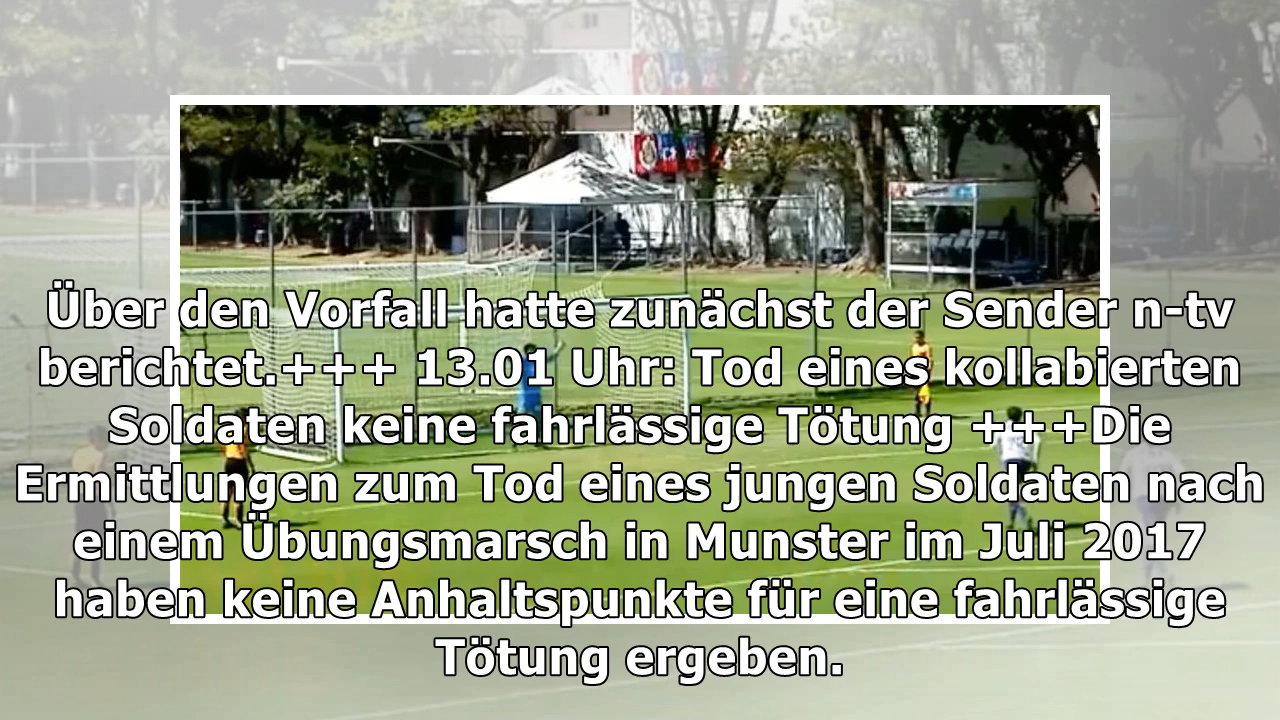 Über den Vorfall hatte zunächst der Sender n-tv
berichtet.+++ 13.01 Uhr: Tod eines kollabierten
Soldaten keine fahrlässige Tötung +++Die
Ermittlungen zum Tod eines jungen Soldaten nach
einem Übungsmarsch in Munster im Juli 2017
haben keine Anhaltspunkte für eine fahrlässige
Tötung ergeben.